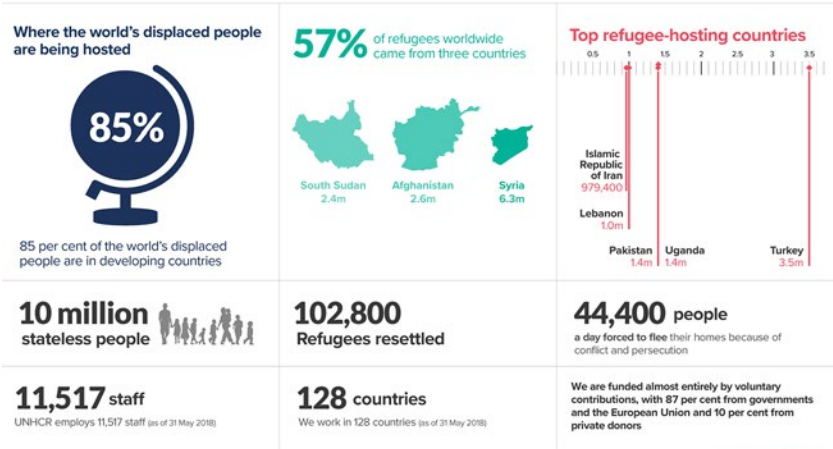 Where the world's displaced people
are being hosted
85%
85 per cent of the world's displaced
people are in developing countries
57% of refugees worldwide
came from three countries
South Sudan
2.4m
Afghanistan
2.6m
Syria
6.3m
Top refugee-hosting countries
0.5 1 1.5 2 2.5 3 3.5
Islamic
Republic
of Iran
979,400
Lebanon
1.0m
Pakistan
1.4m
Uganda
1.4m
Turkey
3.5m
10 million
stateless people
102,800
Refugees resettled
44,400 people
a day forced to flee their homes because of
conflict and persecution
11,517 staff
UNHCR employs 11,517 staff (as of 31 May 2018)
128 countries
We work in 128 countries (as of 31 May 2018)
We are funded almost entirely by voluntary
contributions, with 87 per cent from governments
and the European Union and 10 per cent from
private donors